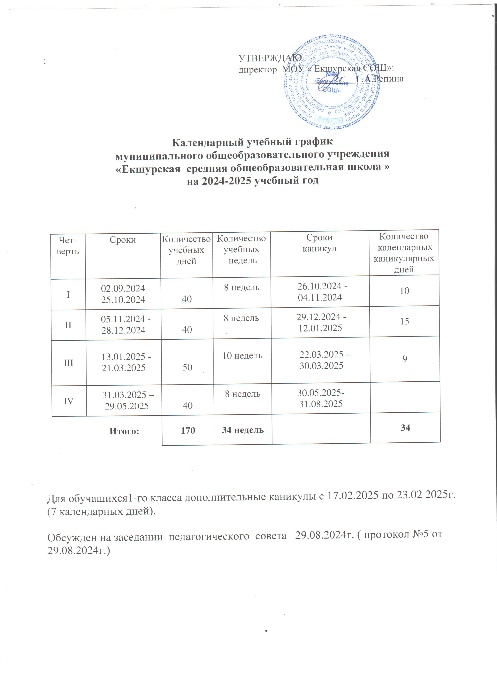 УТВЕРЖДАЮ:
директор МОУ « Екшурская СОШ»:
Г.А.Репина
Календарный учебный график
муниципального общеобразовательного учреждения
«Екшурская средняя общеобразовательная школа »
на 2024-2025 учебный год
Чет верть Сроки Количество учебных дней Количество учебных недель Сроки каникул Количество календарных каникулярных дней
I 02.09.2024 25.10.2024 40 8 недель 26.10.2024 - 04.11.2024 10
II 05.11.2024 - 28.12.2024 40 8 недель 29.12.2024 - 12.01.2025 15
III 13.01.2025 - 21.03.2025 50 10 недель 22.03.2025 – 30.03.2025 9
IV 31.03.2025 – 29.05.2025 40 8 недель 30.05.2025- 31.08.2025
Итого: 170 34 недель 34
Для обучащихся1-го класса дополнительные каникулы с 17.02.2025 по 23.02 2025г.
(7 календарных дней).
Обсужден на заседании педагогического совета 29.08.2024г. ( протокол №5 от
29.08.2024г.)